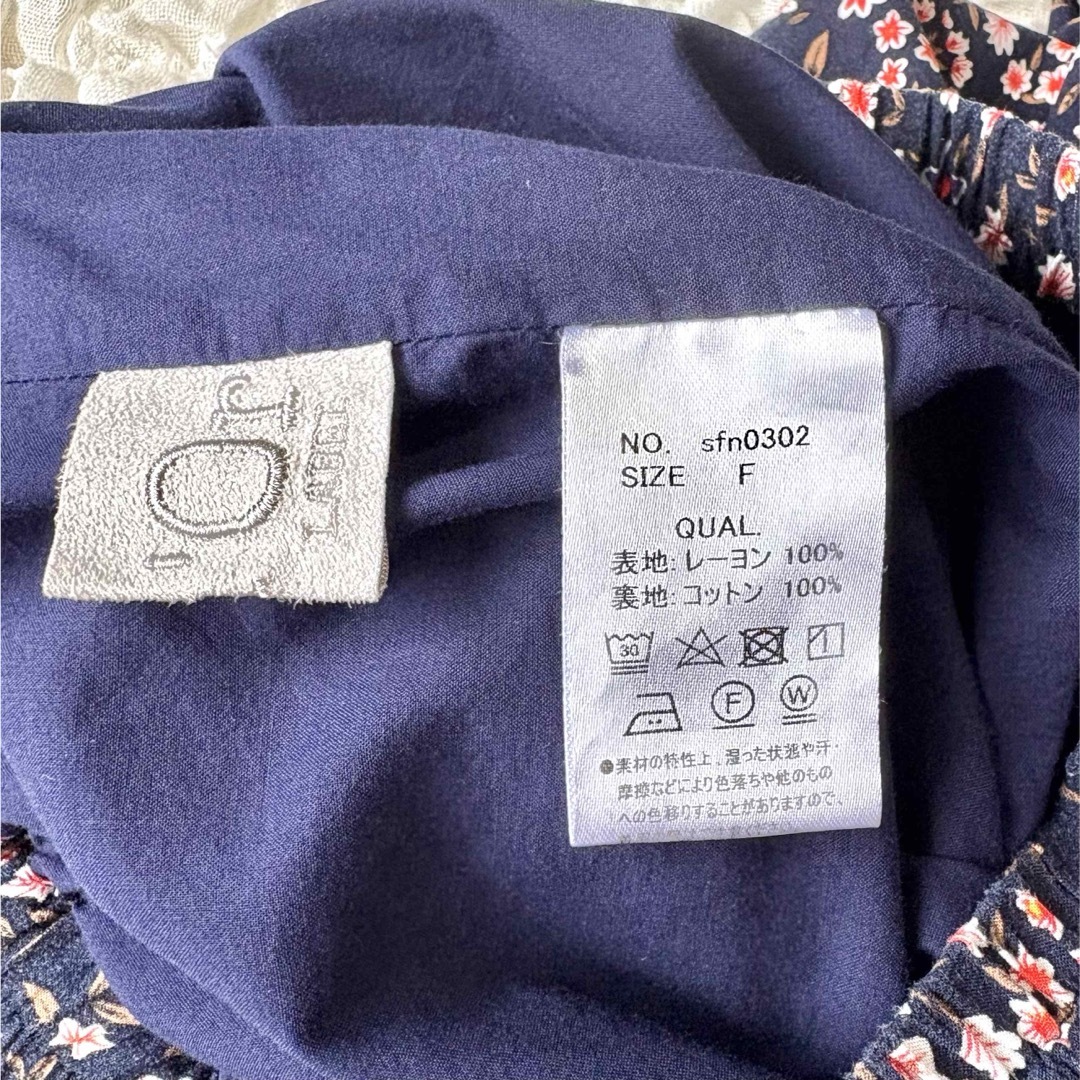 NO. sfn0302
SIZE F
QUAL.
表地: レーヨン 100%
裏地: コットン 100%
30
F
W
●素材の特性上、湿った状態や汗・
摩擦などにより色落ちや他のもの
への色移りすることがありますので、